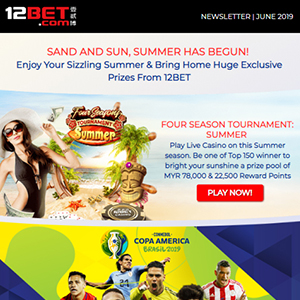 12BET
.com
NEWSLETTER | JUNE 2019
SAND AND SUN, SUMMER HAS BEGUN!
Enjoy Your Sizzling Summer & Bring Home Huge Exclusive
Prizes From 12BET
Four Season
TOURNAMENT
Summer
FOUR SEASON TOURNAMENT:
SUMMER
Play Live Casino on this Summer
season. Be one of Top 150 winner to
bright your sunshine a prize pool of
MYR 78,000 & 22,500 Reward Points
PLAY NOW!
CONMEBOL
COPA AMERICA
BRASIL 2019